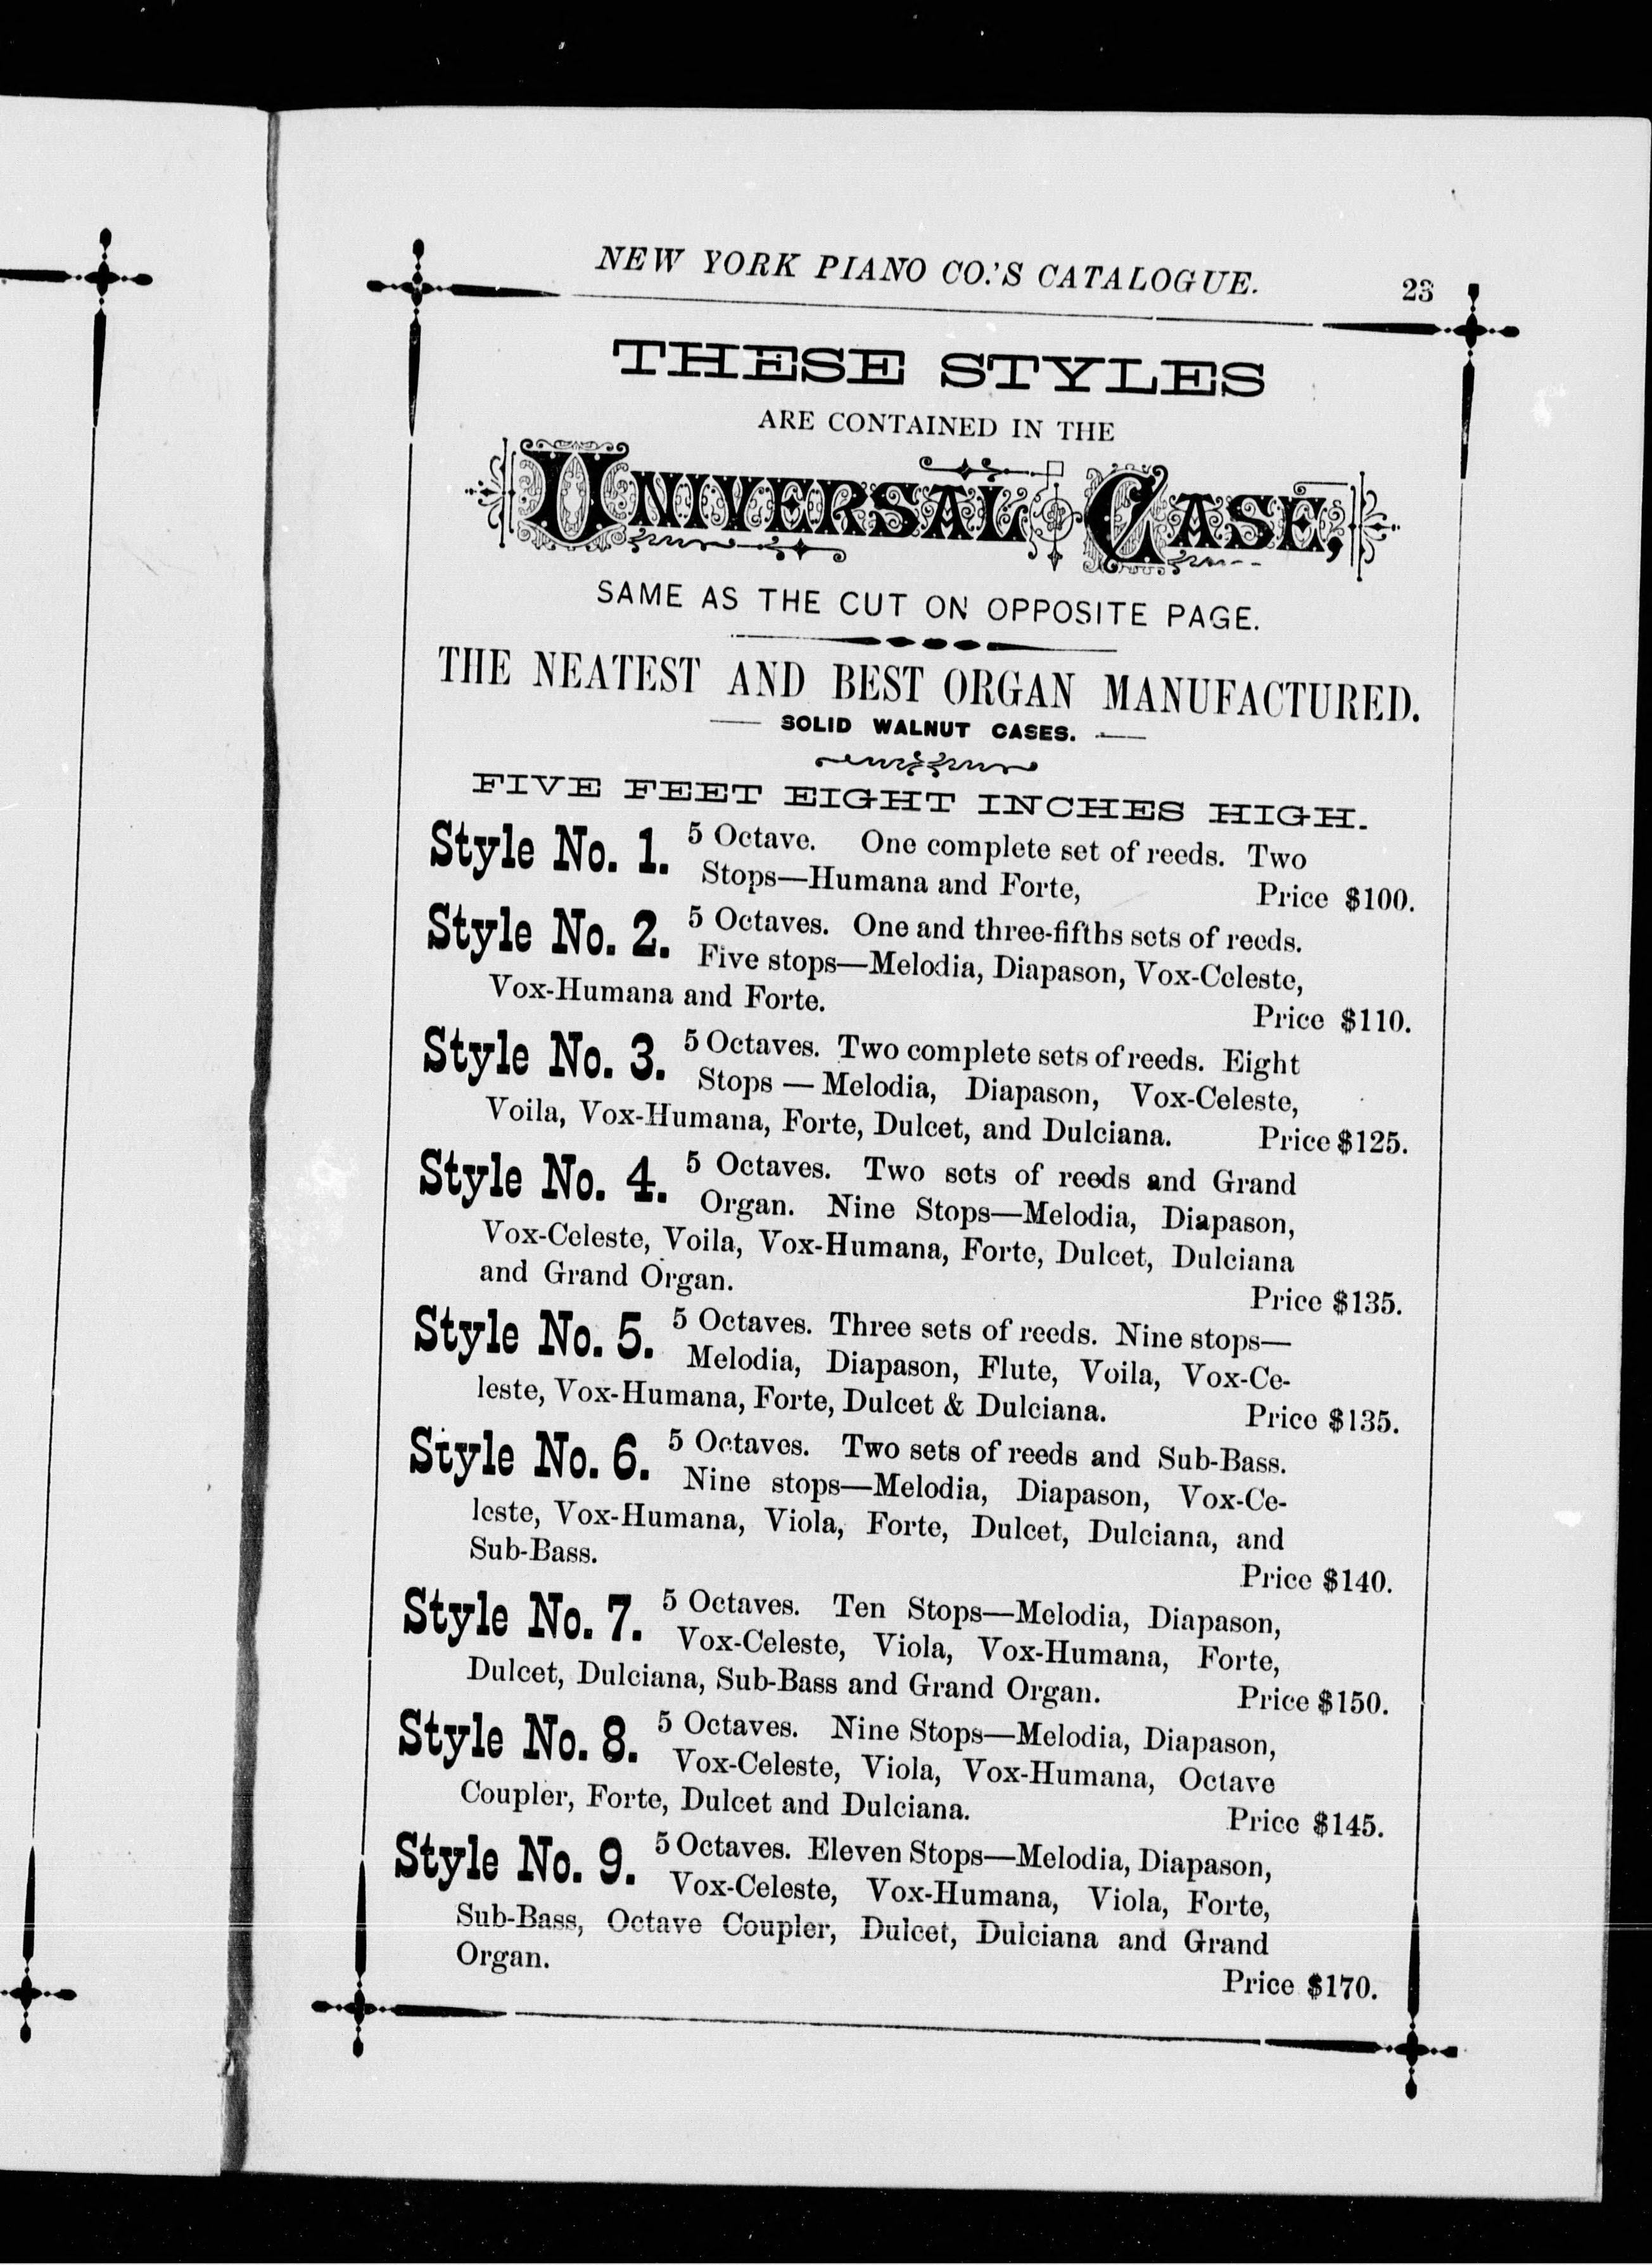 NEW YORK PIANO CO.'S CATALOGUE. 23
THESE STYLES
ARE CONTAINED IN THE
UNIVERSAL CASE,
SAME AS THE CUT ON OPPOSITE PAGE.
THE NEATEST AND BEST ORGAN MANUFACTURED.
SOLID WALNUT CASES.
FIVE FEET EIGHT INCHES HIGH.
Style No. 1. 5 Octave. One complete set of reeds. Two
Stops—Humana and Forte, Price $100.
Style No. 2. 5 Octaves. One and three-fifths sets of reeds.
Five stops—Melodia, Diapason, Vox-Celeste,
Vox-Humana and Forte. Price $110.
Style No. 3. 5 Octaves. Two complete sets of reeds. Eight
Stops — Melodia, Diapason, Vox-Celeste,
Voila, Vox-Humana, Forte, Dulcet, and Dulciana. Price $125.
Style No. 4. 5 Octaves. Two sets of reeds and Grand
Organ. Nine Stops—Melodia, Diapason,
Vox-Celeste, Voila, Vox-Humana, Forte, Dulcet, Dulciana
and Grand Organ. Price $135.
Style No. 5. 5 Octaves. Three sets of reeds. Nine stops—
Melodia, Diapason, Flute, Voila, Vox-Ce-
leste, Vox-Humana, Forte, Dulcet & Dulciana. Price $135.
Style No. 6. 5 Octaves. Two sets of reeds and Sub-Bass.
Nine stops—Melodia, Diapason, Vox-Ce-
leste, Vox-Humana, Viola, Forte, Dulcet, Dulciana, and
Sub-Bass. Price $140.
Style No. 7. 5 Octaves. Ten Stops—Melodia, Diapason,
Vox-Celeste, Viola, Vox-Humana, Forte,
Dulcet, Dulciana, Sub-Bass and Grand Organ. Price $150.
Style No. 8. 5 Octaves. Nine Stops—Melodia, Diapason,
Vox-Celeste, Viola, Vox-Humana, Octave
Coupler, Forte, Dulcet and Dulciana. Price $145.
Style No. 9. 5 Octaves. Eleven Stops—Melodia, Diapason,
Vox-Celeste, Vox-Humana, Viola, Forte,
Sub-Bass, Octave Coupler, Dulcet, Dulciana and Grand
Organ. Price $170.